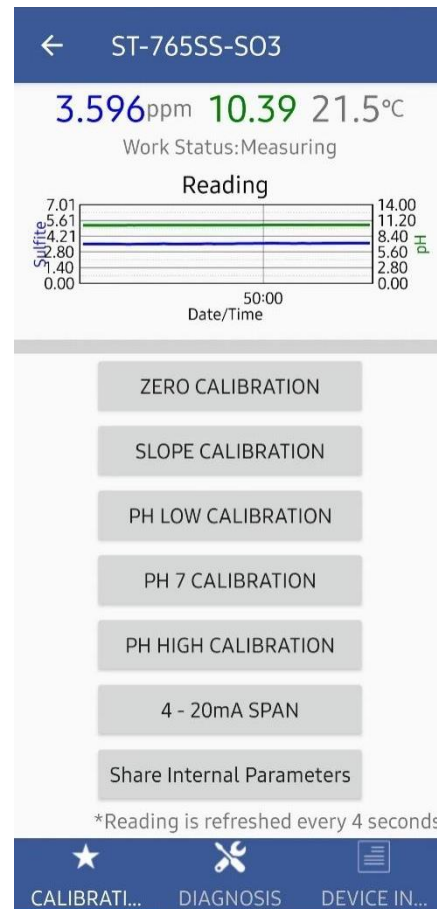 ST-765SS-SO3
3.596ppm 10.39 21.5°C
Work Status:Measuring
Reading
7.01
5.61
4.21
2.80
1.40
0.00
Sulfite
14.00
11.20
8.40
5.60
2.80
0.00
pH
50:00
Date/Time
ZERO CALIBRATION
SLOPE CALIBRATION
PH LOW CALIBRATION
PH 7 CALIBRATION
PH HIGH CALIBRATION
4 - 20mA SPAN
Share Internal Parameters
*Reading is refreshed every 4 seconds
CALIBRATI... DIAGNOSIS DEVICE IN...